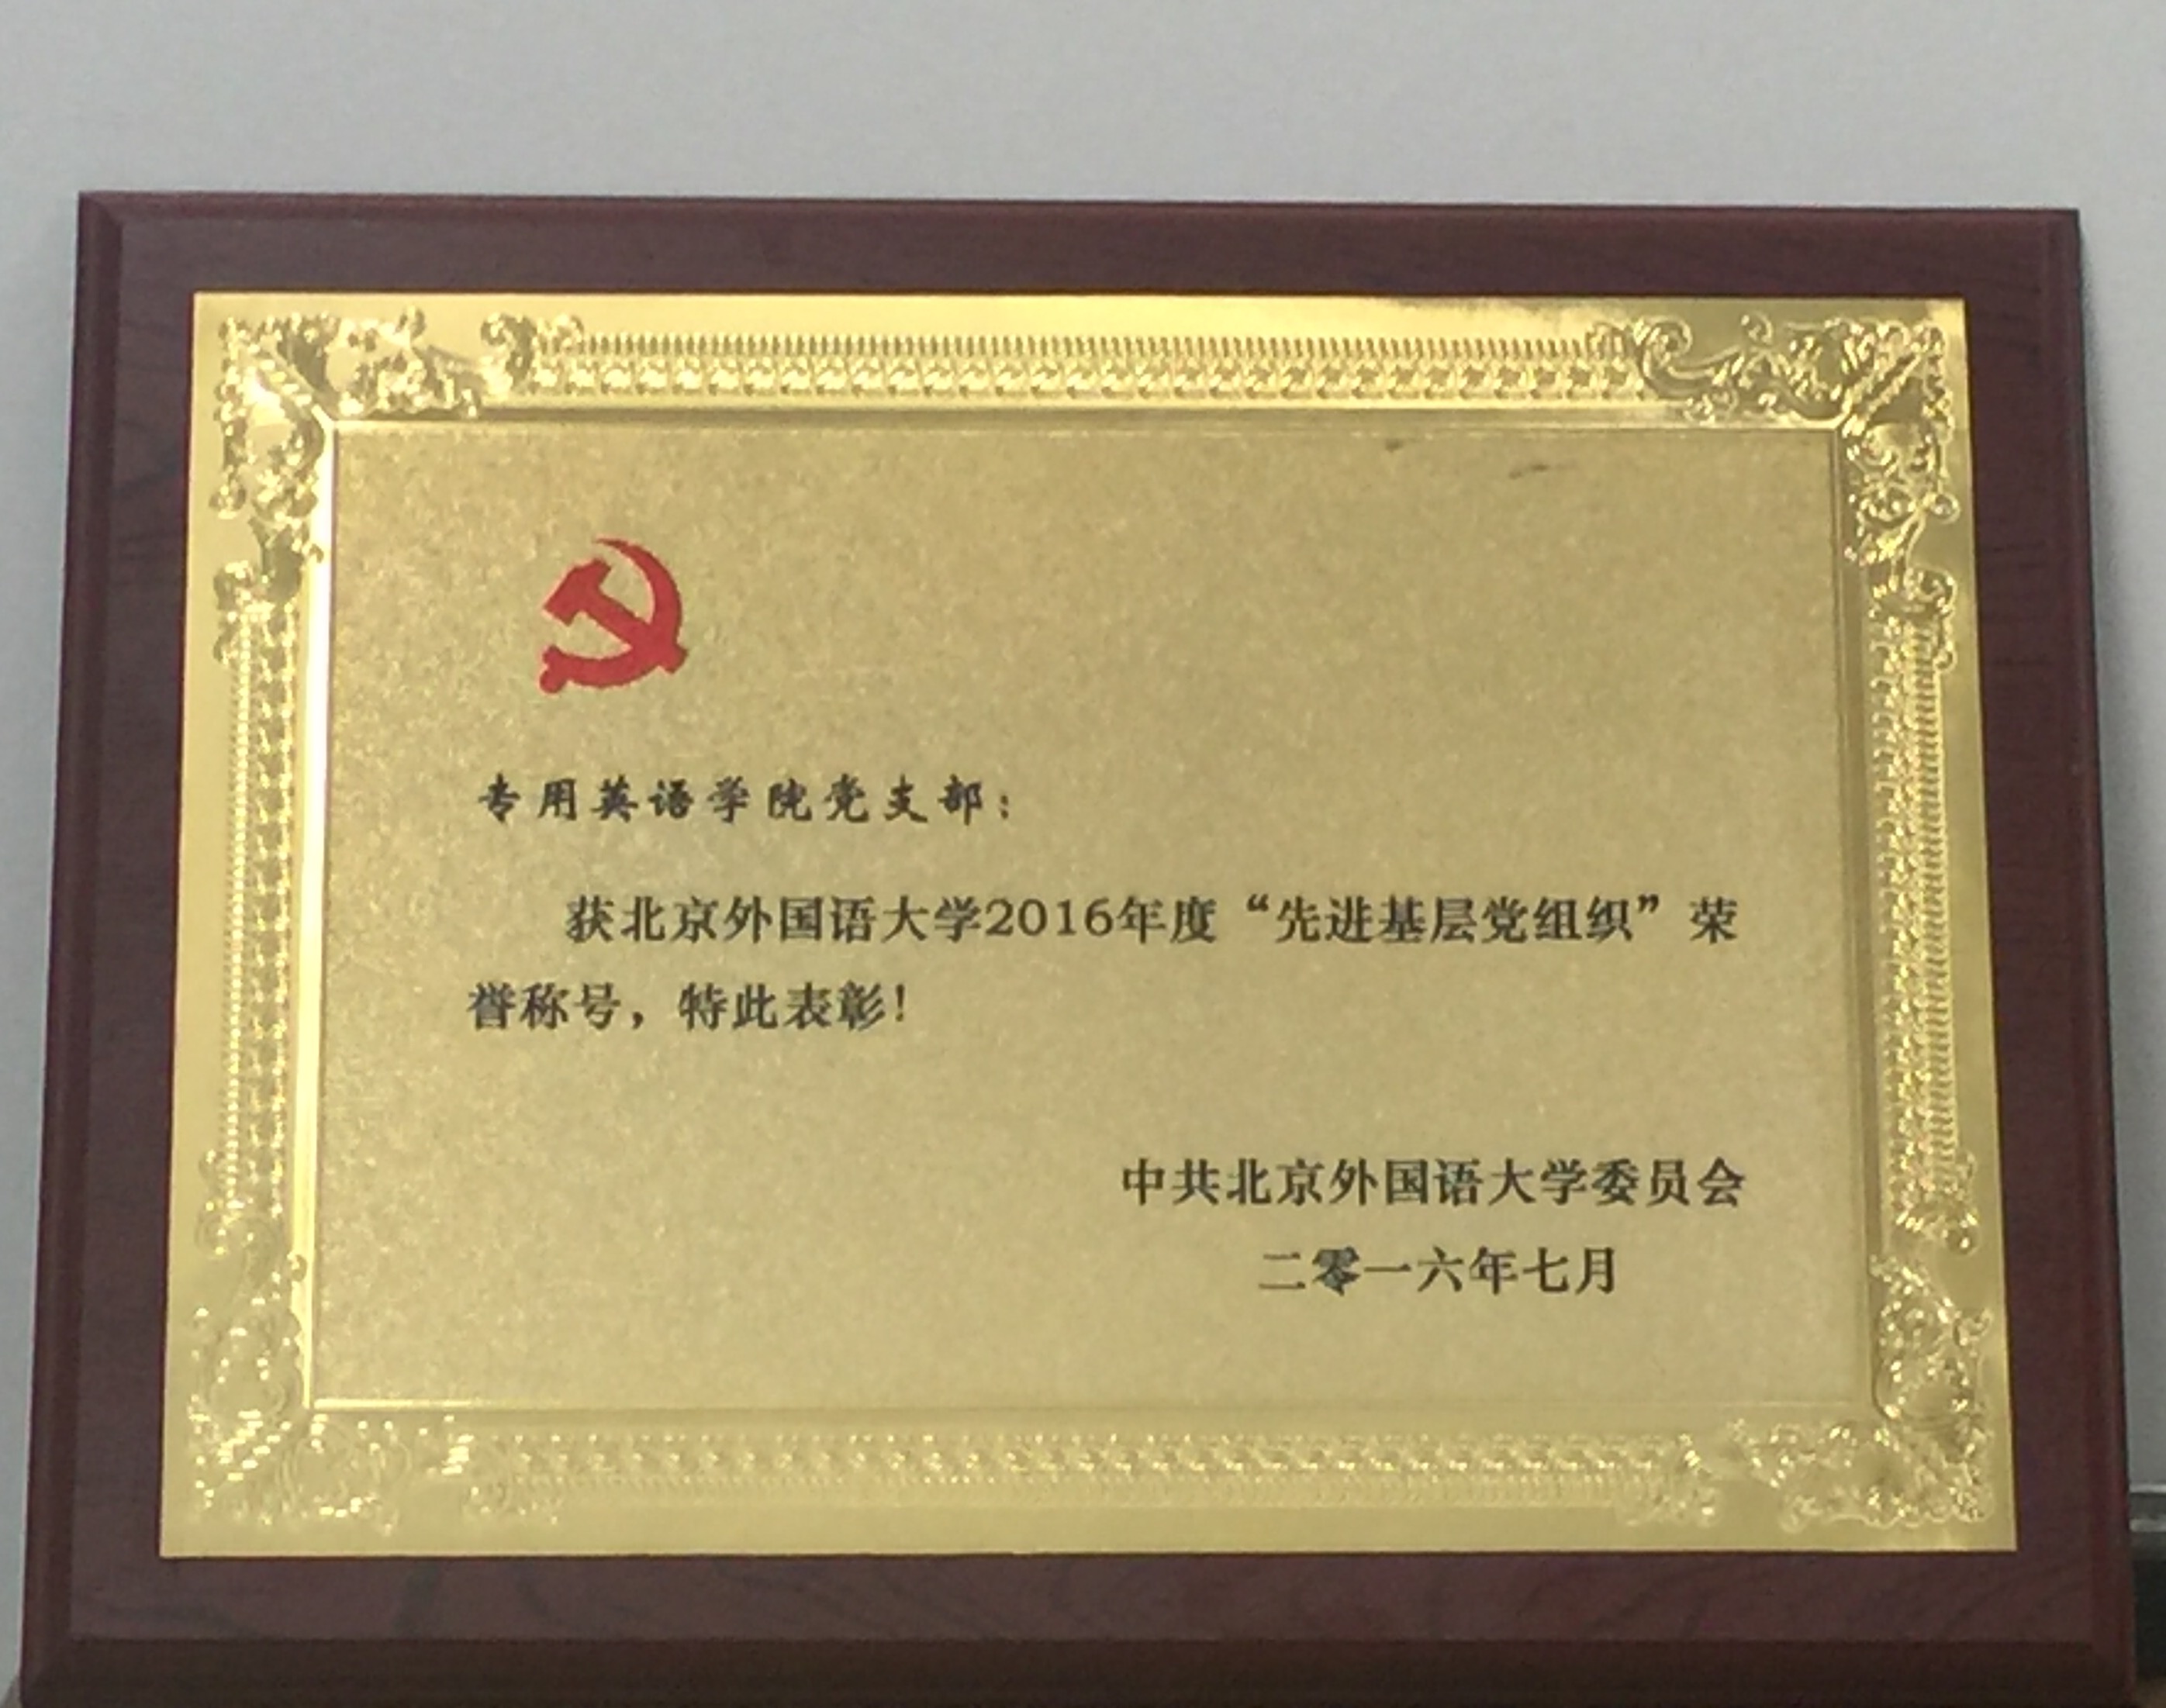 专用英语学院党支部：
获北京外国语大学2016年度“先进基层党组织”荣
誉称号，特此表彰！
中共北京外国语大学委员会
二零一六年七月